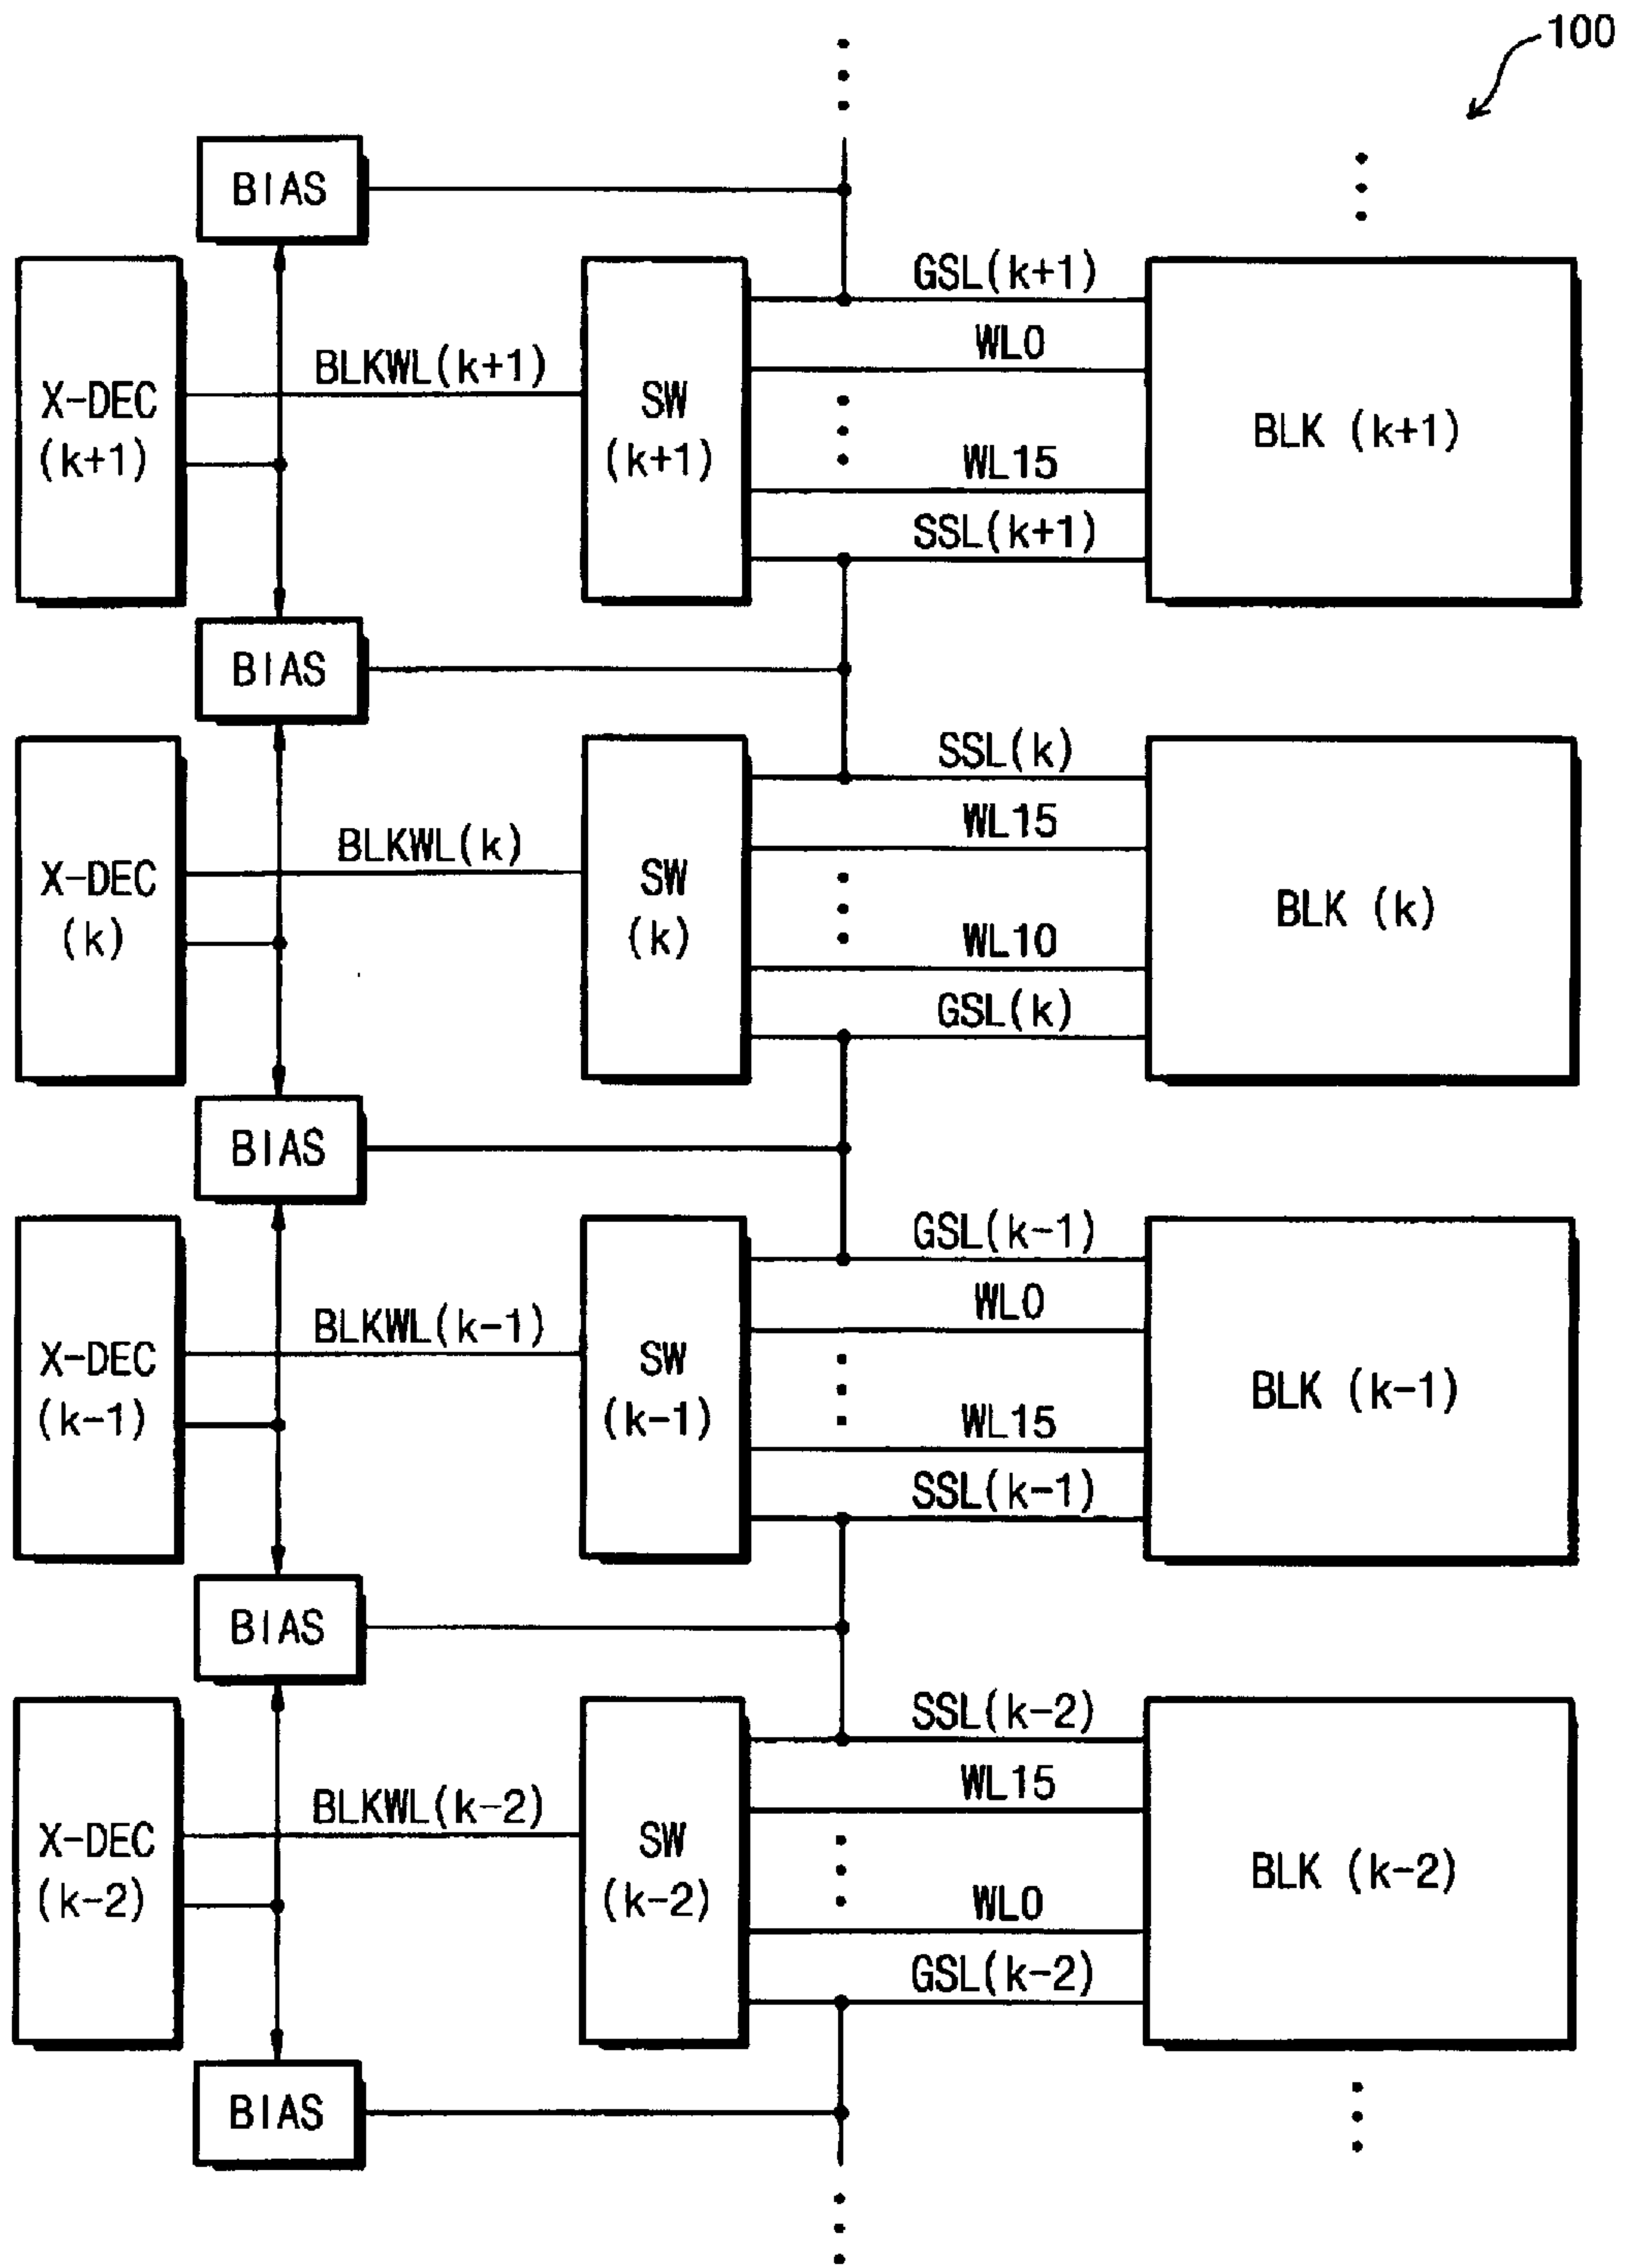 100
BIAS
GSL(k+1)
WL0
BLKWL(k+1)
X-DEC
(k+1)
SW
(k+1)
BLK (k+1)
WL15
SSL(k+1)
BIAS
SSL(k)
WL15
BLKWL(k)
X-DEC
(k)
SW
(k)
BLK (k)
WL10
GSL(k)
BIAS
GSL(k-1)
WL0
BLKWL(k-1)
X-DEC
(k-1)
SW
(k-1)
BLK (k-1)
WL15
SSL(k-1)
BIAS
SSL(k-2)
WL15
BLKWL(k-2)
X-DEC
(k-2)
SW
(k-2)
BLK (k-2)
WL0
GSL(k-2)
BIAS